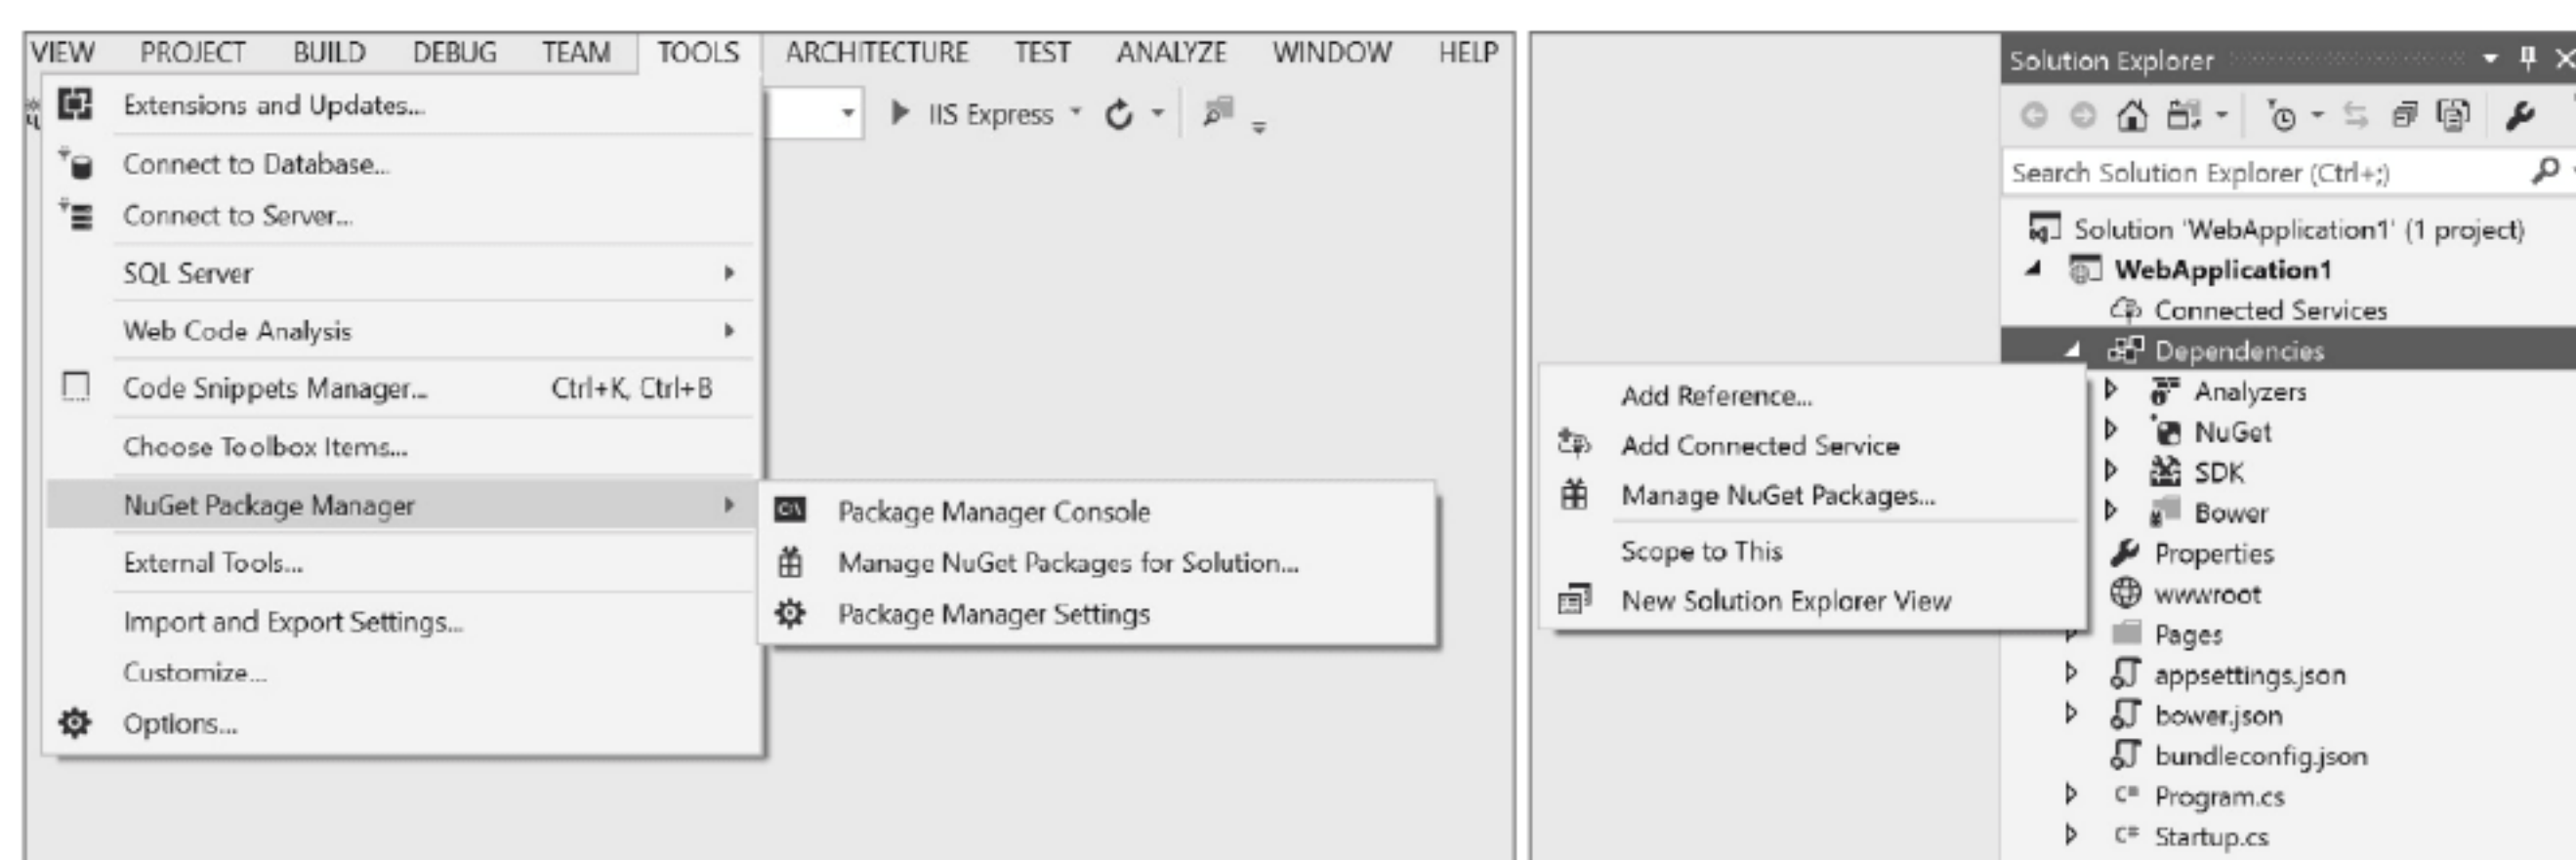 VIEW PROJECT BUILD DEBUG TEAM TOOLS ARCHITECTURE TEST ANALYZE WINDOW HELP
Extensions and Updates...
IIS Express
Connect to Database...
Connect to Server...
SQL Server
Web Code Analysis
Code Snippets Manager... Ctrl+K, Ctrl+B
Choose Toolbox Items...
NuGet Package Manager
External Tools...
Import and Export Settings...
Customize...
Options...
Package Manager Console
Manage NuGet Packages for Solution...
Package Manager Settings
Add Reference...
Add Connected Service
Manage NuGet Packages...
Scope to This
New Solution Explorer View
Solution Explorer
Search Solution Explorer (Ctrl+;)
Solution 'WebApplication1' (1 project)
WebApplication1
Connected Services
Dependencies
Analyzers
NuGet
SDK
Bower
Properties
wwwroot
Pages
appsettings.json
bower.json
bundleconfig.json
C# Program.cs
C# Startup.cs